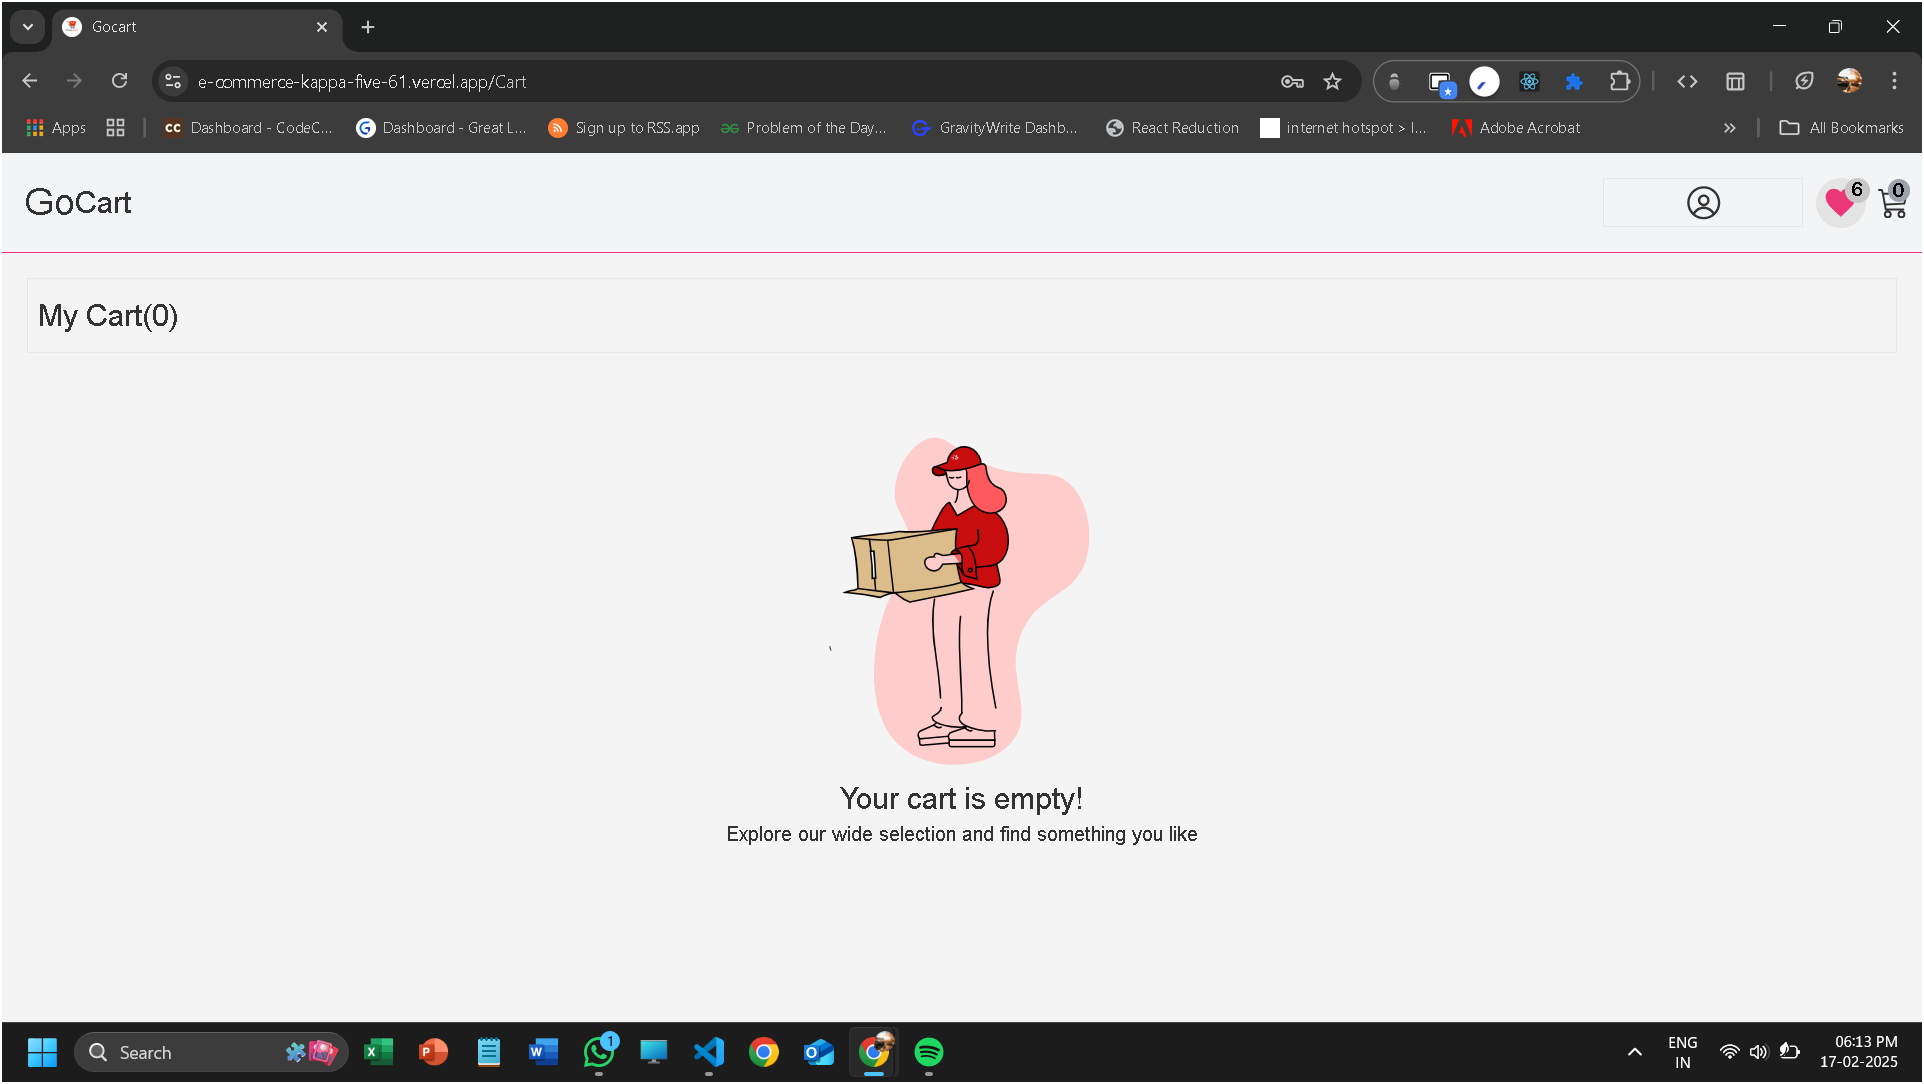 Gocart
e-commerce-kappa-five-61.vercel.app/Cart
Apps
CC Dashboard - CodeC...
Dashboard - Great L...
Sign up to RSS.app
Problem of the Day...
GravityWrite Dashb...
React Reduction
internet hotspot > I...
Adobe Acrobat
All Bookmarks
GoCart
6
0
My Cart(0)
Your cart is empty!
Explore our wide selection and find something you like
Search
1
ENG
IN
06:13 PM
17-02-2025